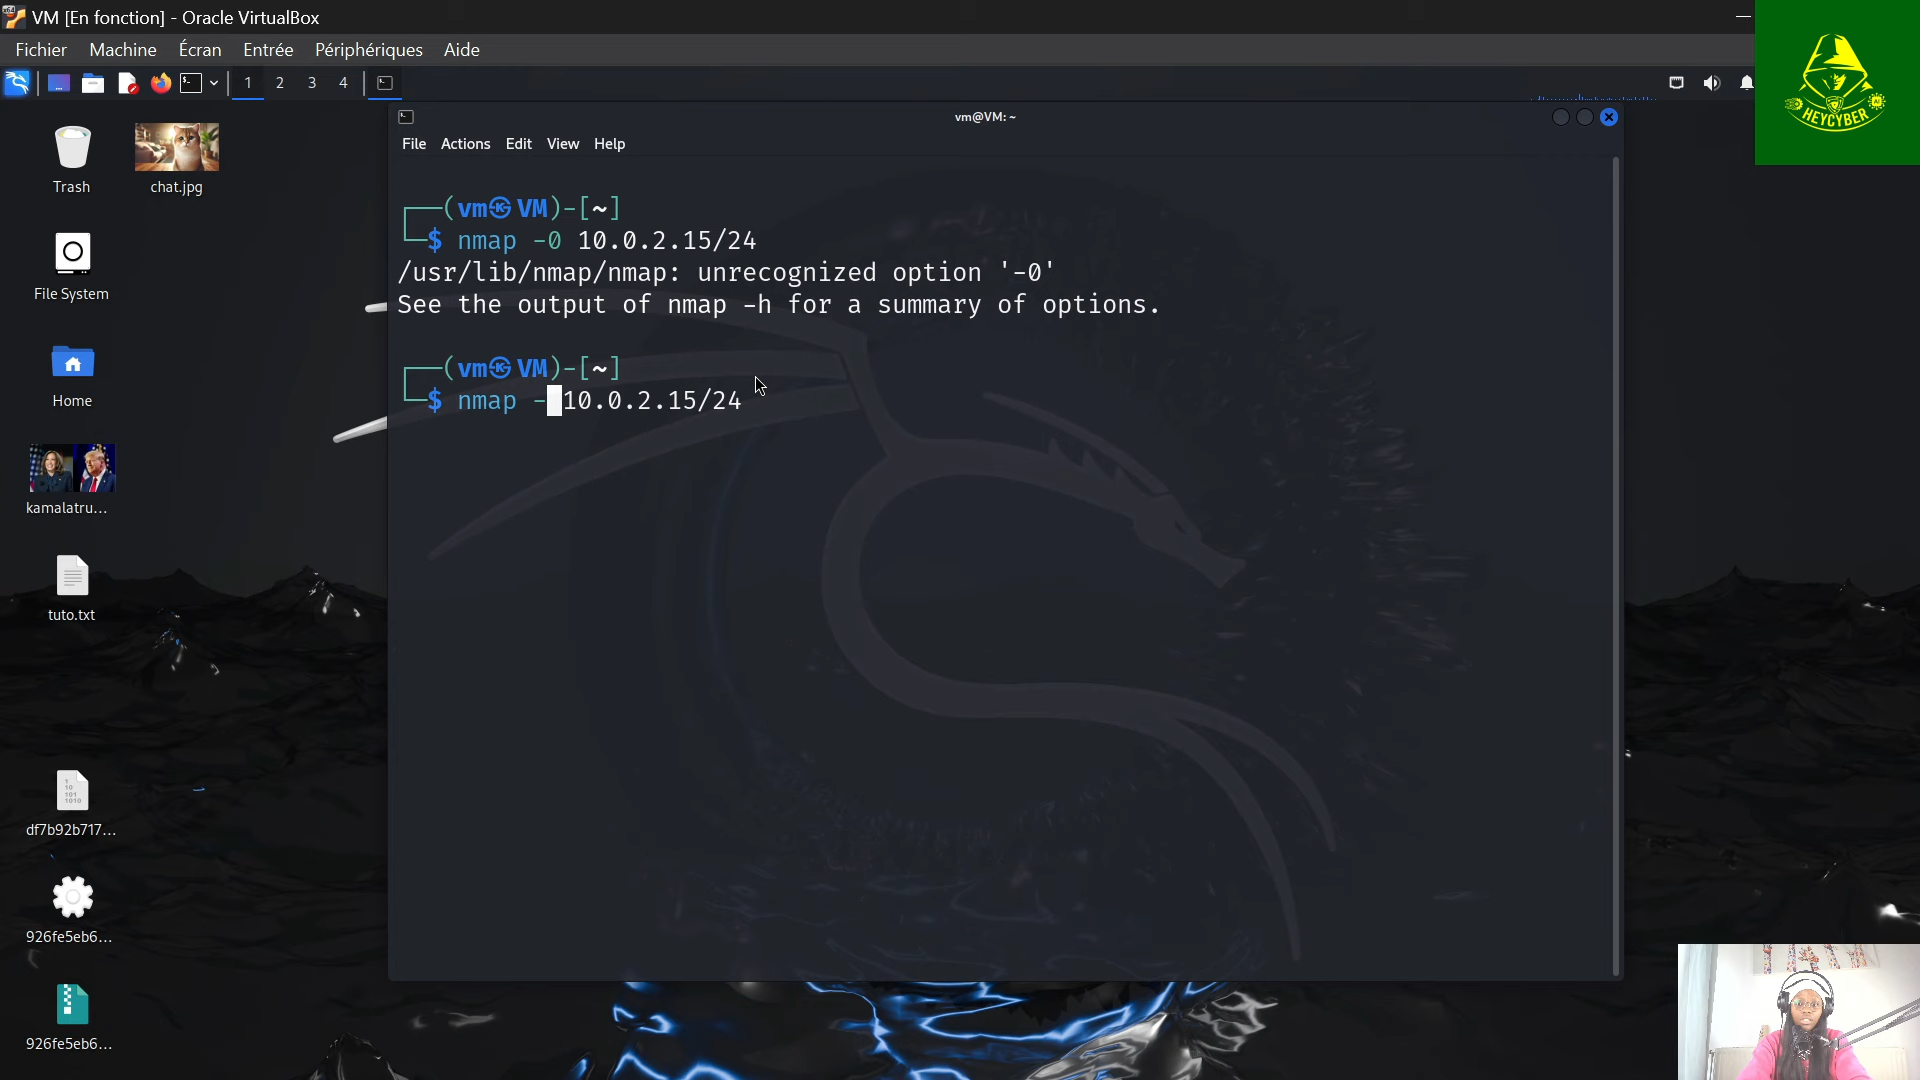 VM [En fonction] - Oracle VirtualBox
Fichier Machine Écran Entrée Périphériques Aide
1 2 3 4
HEYCYBER
vm@VM: ~
File Actions Edit View Help
Trash
chat.jpg
File System
Home
kamalatru...
tuto.txt
df7b92b717...
926fe5eb6...
926fe5eb6...
(vm㉿VM)-[~]
$ nmap -0 10.0.2.15/24
/usr/lib/nmap/nmap: unrecognized option '-0'
See the output of nmap -h for a summary of options.
(vm㉿VM)-[~]
$ nmap - 10.0.2.15/24